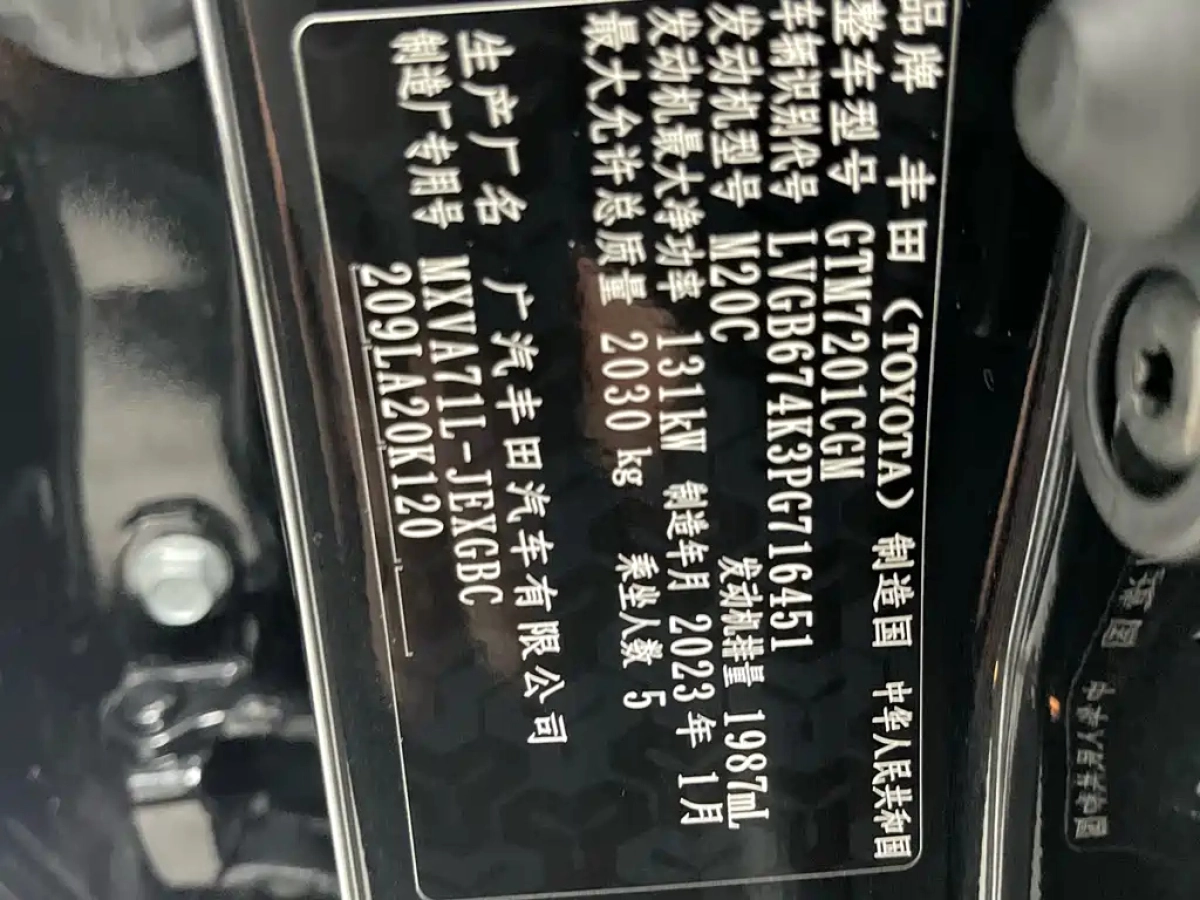 品牌 丰田（TOYOTA） 制造国 中华人民共和国
整车型号 GTM7201CGM
车辆识别代号 LVGB674K3PG716451
发动机型号 M20C 发动机排量 1987mL
发动机最大净功率 131kW 制造年月 2023年 1月
最大允许总质量 2030 kg 乘坐人数 5
生产厂名 广汽丰田汽车有限公司
制造厂专用号 MXVA71L-JEXGBC
209LA20K120